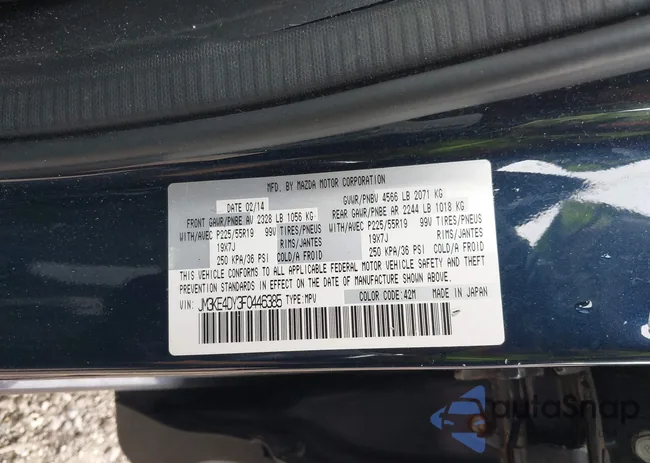 MFD. BY MAZDA MOTOR CORPORATION
DATE 02/14 GVWR/PNBV 4566 LB 2071 KG
FRONT GAWR/PNBE AV 2328 LB 1056 KG REAR GAWR/PNBE AR 2244 LB 1018 KG
WITH/AVEC P225/55R19 99V TIRES/PNEUS WITH/AVEC P225/55R19 99V TIRES/PNEUS
19X7J RIMS/JANTES 19X7J RIMS/JANTES
250 KPA/36 PSI COLD/A FROID 250 KPA/36 PSI COLD/A FROID
THIS VEHICLE CONFORMS TO ALL APPLICABLE FEDERAL MOTOR VEHICLE SAFETY AND THEFT
PREVENTION STANDARDS IN EFFECT ON THE DATE OF MANUFACTURE SHOWN ABOVE.
VIN: JM3KE4DY3F0446385 TYPE:MPV COLOR CODE:42M MADE IN JAPAN
autoSnap